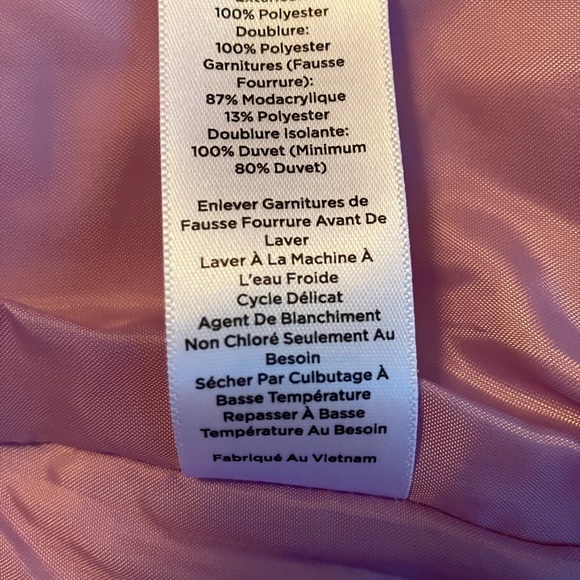 100% Polyester
Doublure:
100% Polyester
Garnitures (Fausse
Fourrure):
87% Modacrylique
13% Polyester
Doublure Isolante:
100% Duvet (Minimum
80% Duvet)
Enlever Garnitures de
Fausse Fourrure Avant De
Laver
Laver À La Machine À
L'eau Froide
Cycle Délicat
Agent De Blanchiment
Non Chloré Seulement Au
Besoin
Sécher Par Culbutage À
Basse Température
Repasser À Basse
Température Au Besoin
Fabriqué Au Vietnam